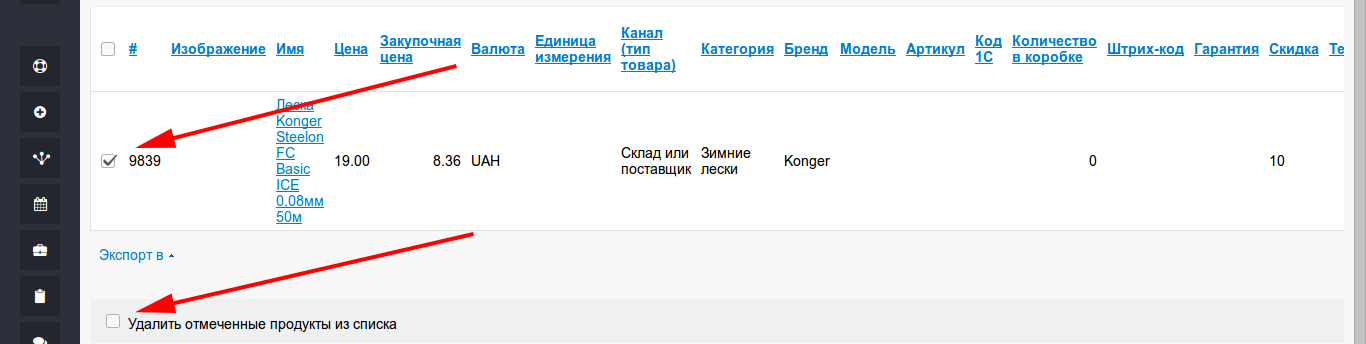 # Изображение Имя Цена Закупочная цена Валюта Единица измерения Канал (тип товара) Категория Бренд Модель Артикул Код 1С Количество в коробке Штрих-код Гарантия Скидка Те
9839 Леска Konger Steelon FC Basic ICE 0,08мм 50м 19.00 8.36 UAH Склад или поставщик Зимние лески Konger 0 10
Экспорт в
Удалить отмеченные продукты из списка